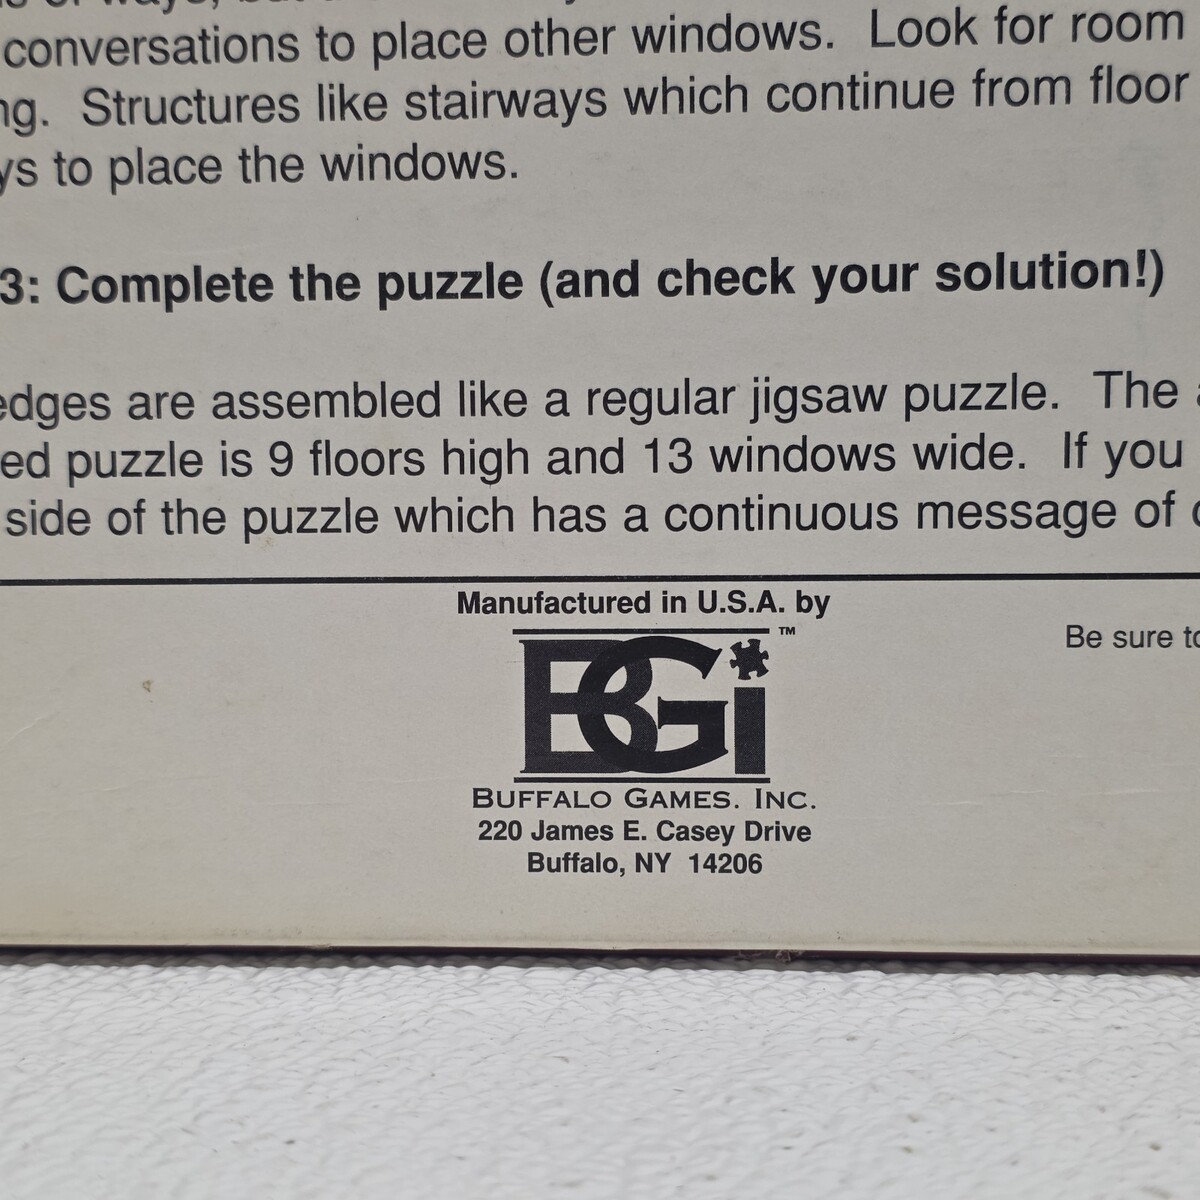 conversations to place other windows. Look for room
ng. Structures like stairways which continue from floor
ys to place the windows.
3: Complete the puzzle (and check your solution!)
edges are assembled like a regular jigsaw puzzle. The
ed puzzle is 9 floors high and 13 windows wide. If you
side of the puzzle which has a continuous message of
Manufactured in U.S.A. by
BGi ™
Be sure to
BUFFALO GAMES. INC.
220 James E. Casey Drive
Buffalo, NY 14206